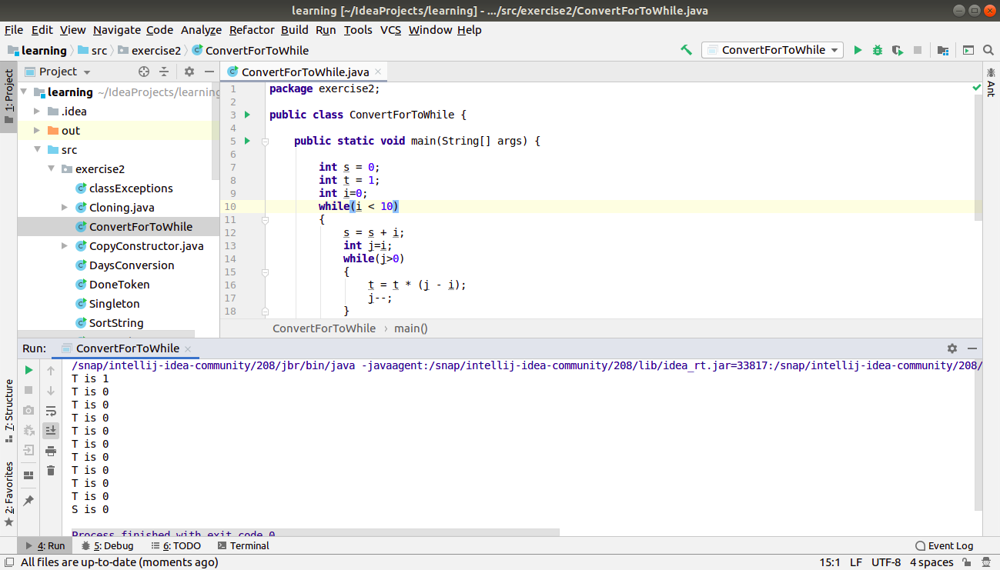 learning [~/IdeaProjects/learning] - .../src/exercise2/ConvertForToWhile.java
File Edit View Navigate Code Analyze Refactor Build Run Tools VCS Window Help
learning src exercise2 ConvertForToWhile
ConvertForToWhile
1: Project
Project
learning ~/IdeaProjects/learning
.idea
out
src
exercise2
classExceptions
Cloning.java
ConvertForToWhile
CopyConstructor.java
DaysConversion
DoneToken
Singleton
SortString
ConvertForToWhile.java
1 package exercise2;
2
3 public class ConvertForToWhile {
4
5 public static void main(String[] args) {
6
7 int s = 0;
8 int t = 1;
9 int i=0;
10 while(i < 10)
11 {
12 s = s + i;
13 int j=i;
14 while(j>0)
15 {
16 t = t * (j - i);
17 j--;
18 }
ConvertForToWhile › main()
Ant
Run: ConvertForToWhile
/snap/intellij-idea-community/208/jbr/bin/java -javaagent:/snap/intellij-idea-community/208/lib/idea_rt.jar=33817:/snap/intellij-idea-community/208/
T is 1
T is 0
T is 0
T is 0
T is 0
T is 0
T is 0
T is 0
T is 0
T is 0
S is 0
Process finished with exit code 0
7: Structure
2: Favorites
4: Run 5: Debug 6: TODO Terminal Event Log
All files are up-to-date (moments ago) 15:1 LF UTF-8 4 spaces